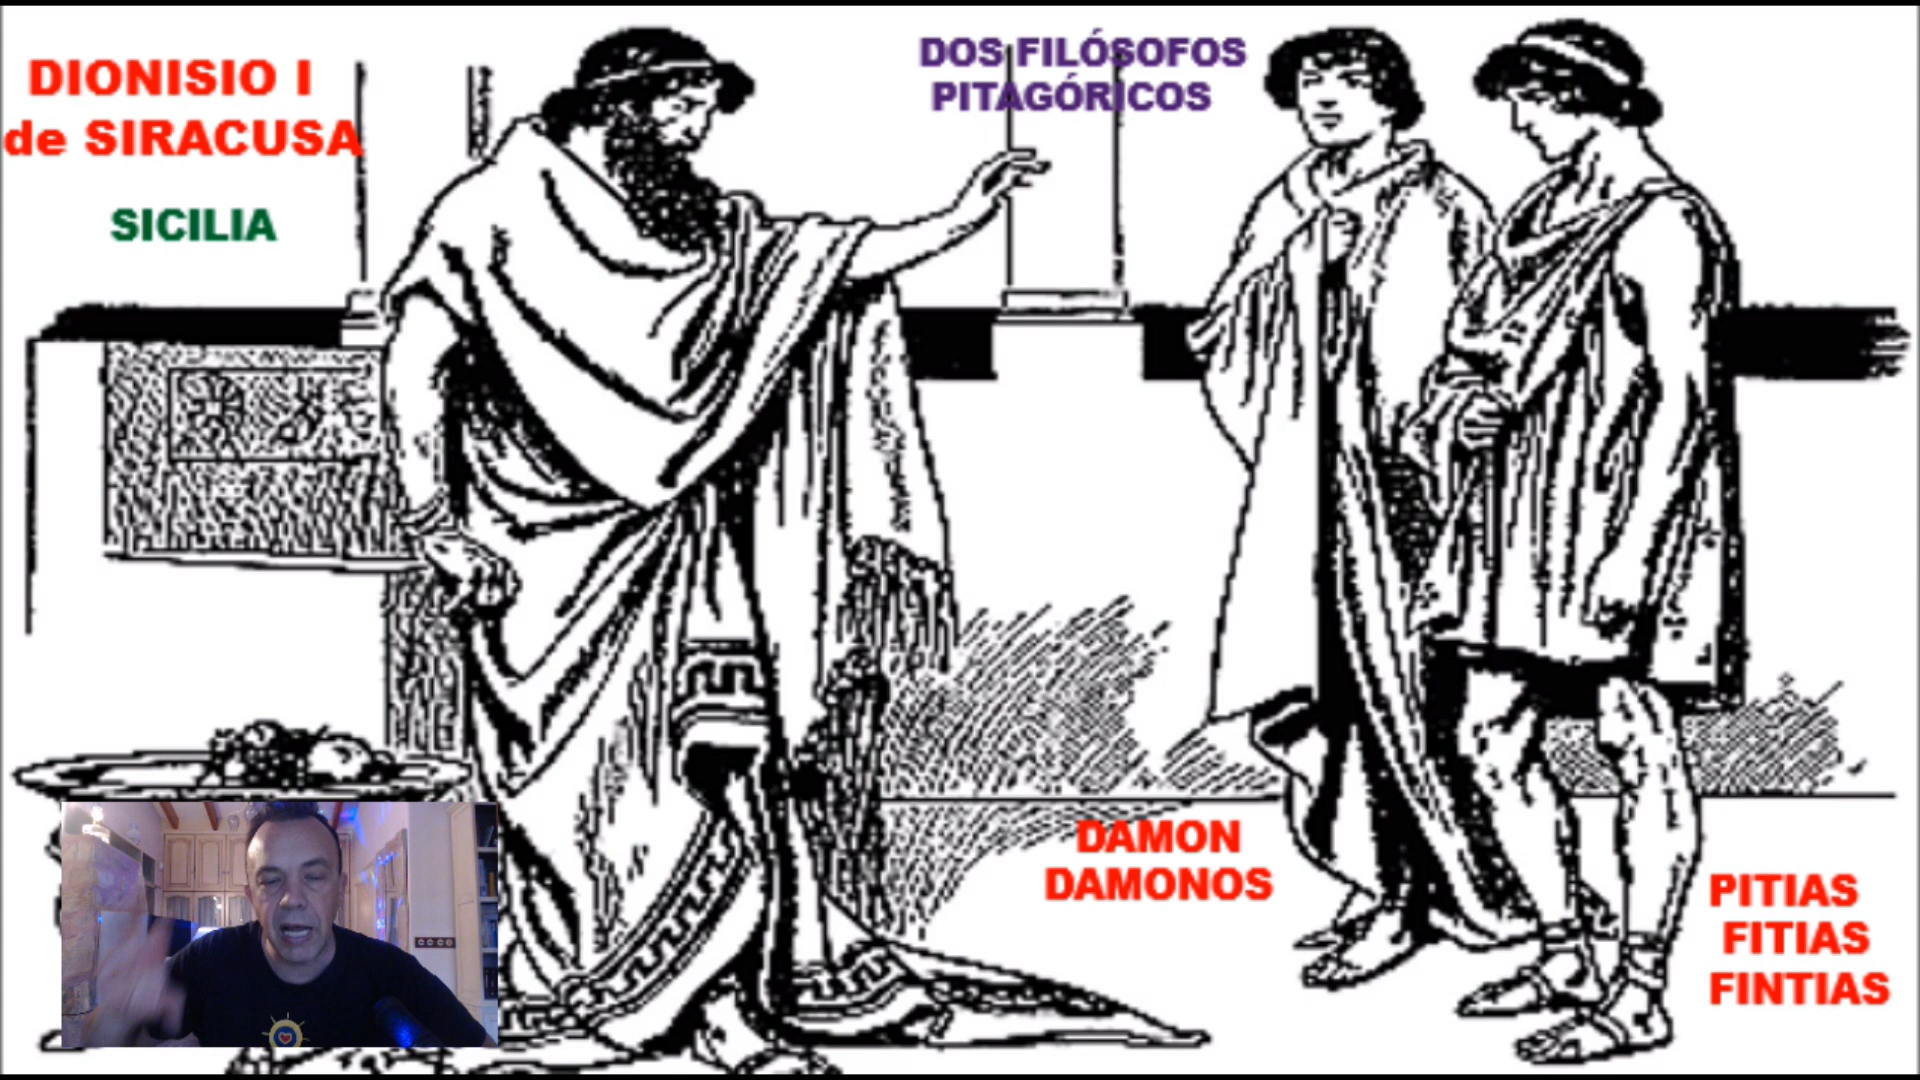 DIONISIO I
de SIRACUSA
SICILIA
DOS FILÓSOFOS
PITAGÓRICOS
DAMON
DAMONOS
PITIAS
FITIAS
FINTIAS